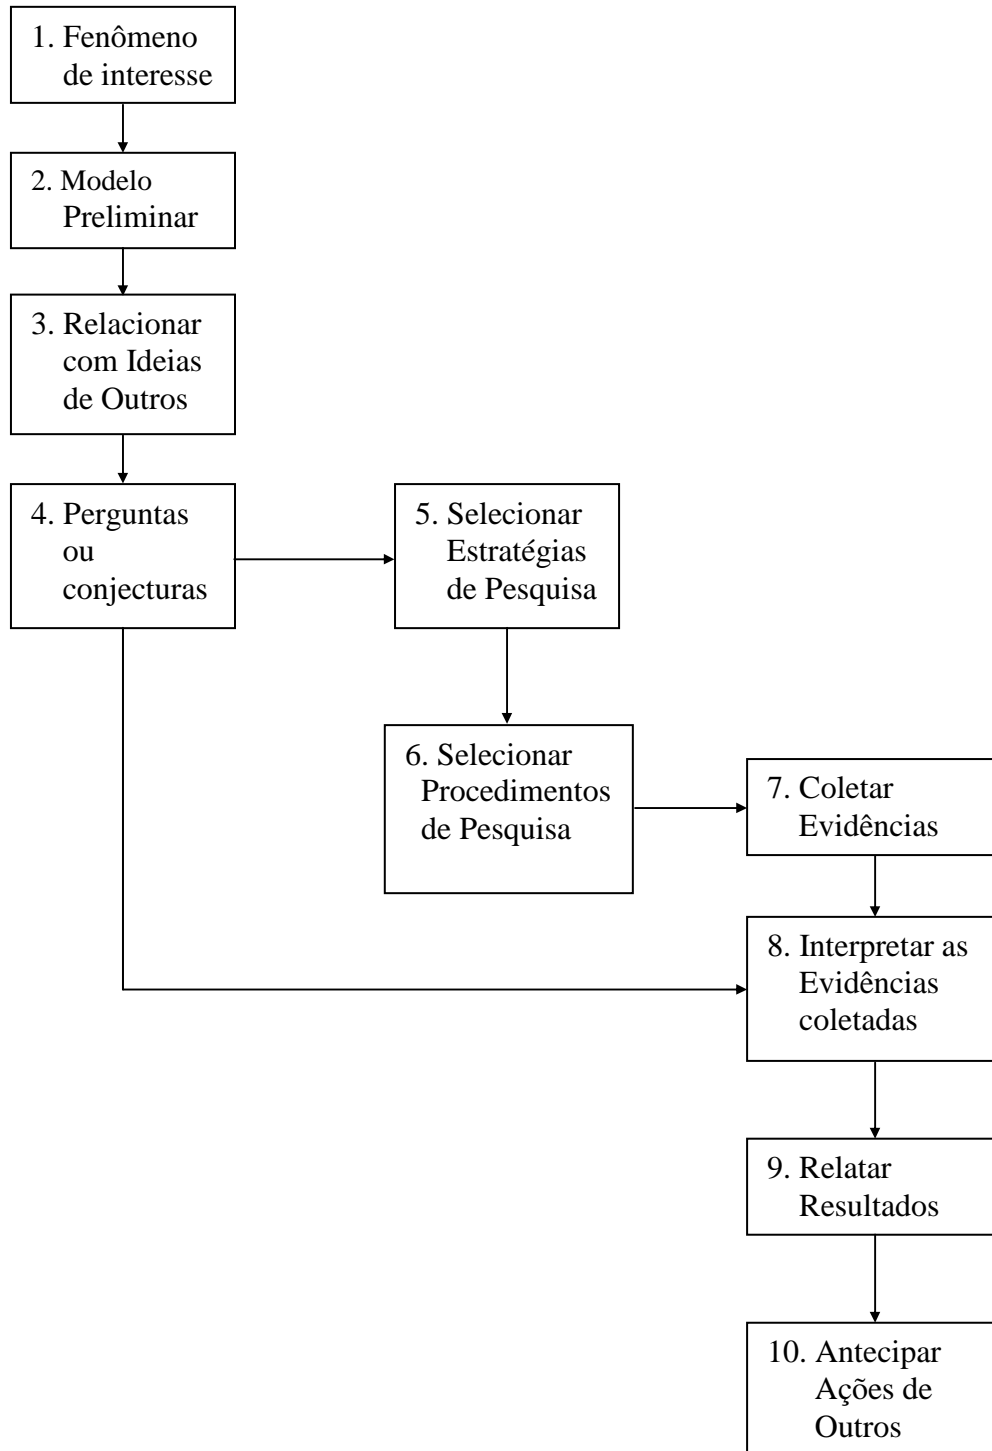 1. Fenômeno
de interesse
2. Modelo
Preliminar
3. Relacionar
com Ideias
de Outros
4. Perguntas
ou
conjecturas
5. Selecionar
Estratégias
de Pesquisa
6. Selecionar
Procedimentos
de Pesquisa
7. Coletar
Evidências
8. Interpretar as
Evidências
coletadas
9. Relatar
Resultados
10. Antecipar
Ações de
Outros